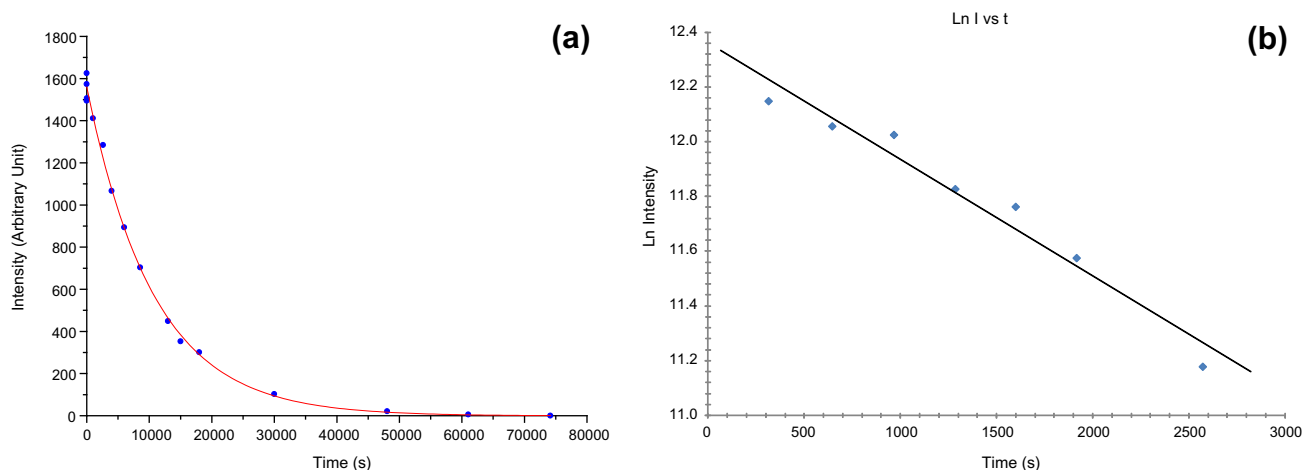 (a)
1800
1600
1400
1200
1000
800
600
400
200
0
Intensity (Arbitrary Unit)
0 10000 20000 30000 40000 50000 60000 70000 80000
Time (s)
Ln I vs t
(b)
12.4
12.2
12.0
11.8
11.6
11.4
11.2
11.0
Ln Intensity
0 500 1000 1500 2000 2500 3000
Time (s)